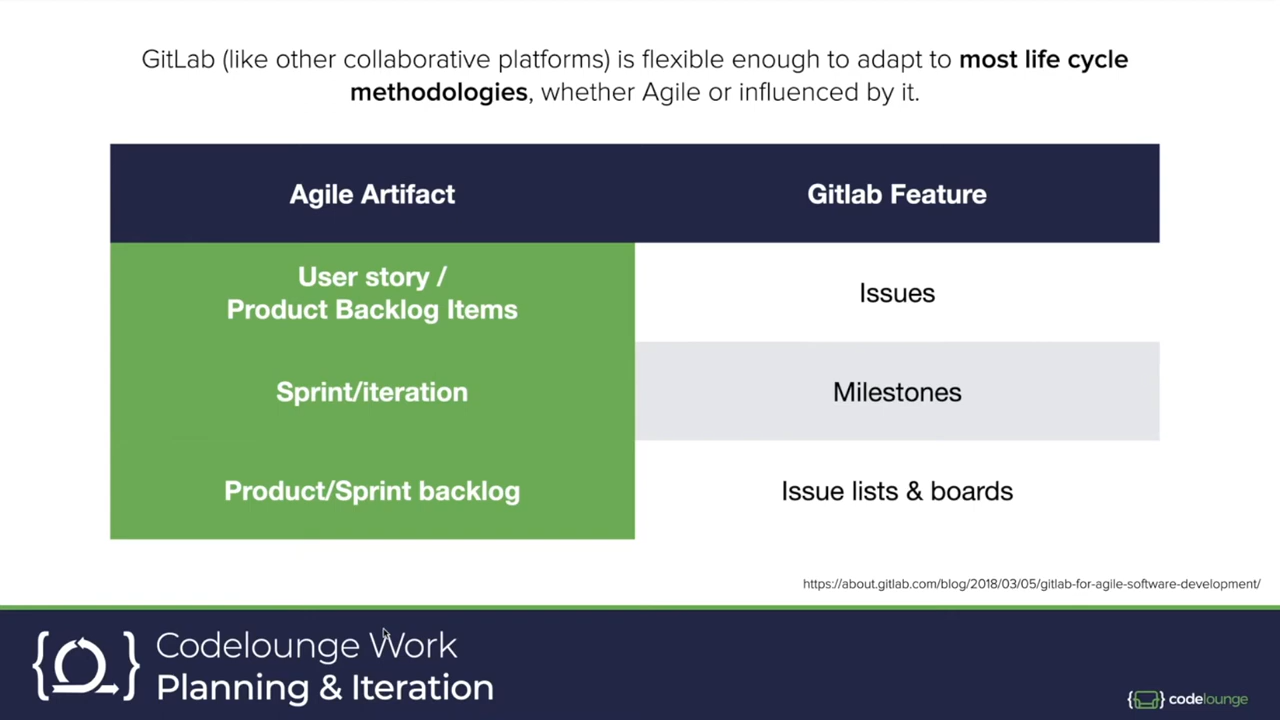 GitLab (like other collaborative platforms) is flexible enough to adapt to most life cycle
methodologies, whether Agile or influenced by it.
Agile Artifact
Gitlab Feature
User story /
Product Backlog Items
Issues
Sprint/iteration
Milestones
Product/Sprint backlog
Issue lists & boards
https://about.gitlab.com/blog/2018/03/05/gitlab-for-agile-software-development/
Codelounge Work
Planning & Iteration
codelounge